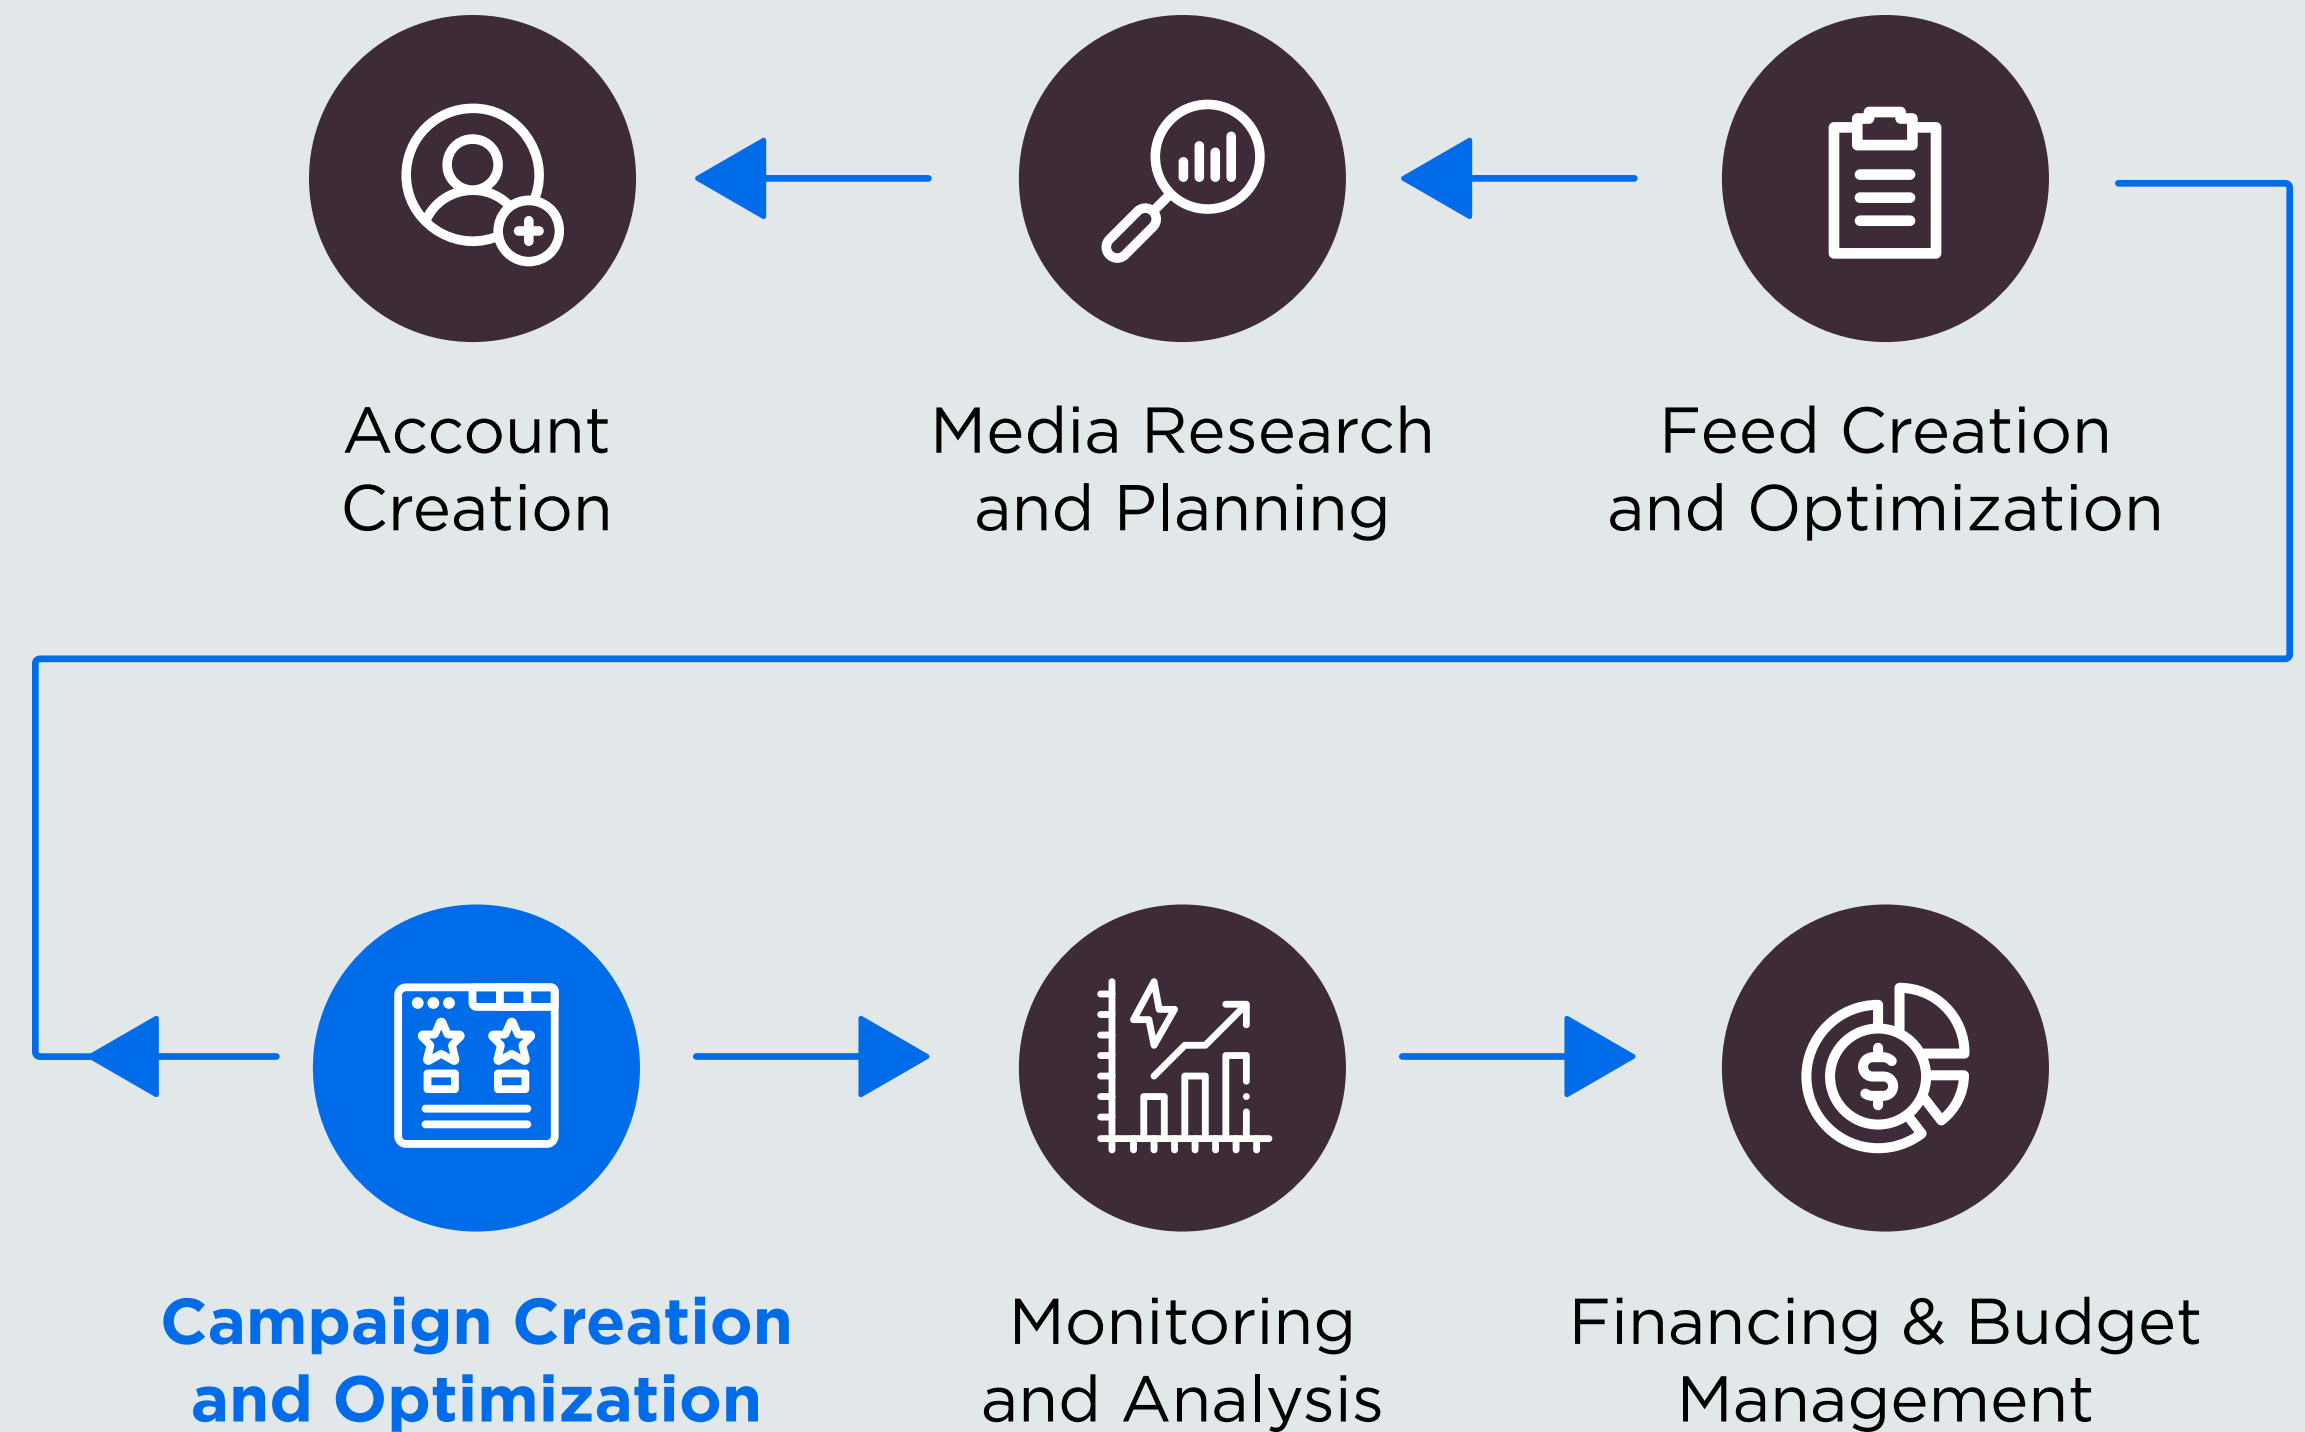 Account
Creation
Media Research
and Planning
Feed Creation
and Optimization
Campaign Creation
and Optimization
Monitoring
and Analysis
Financing & Budget
Management